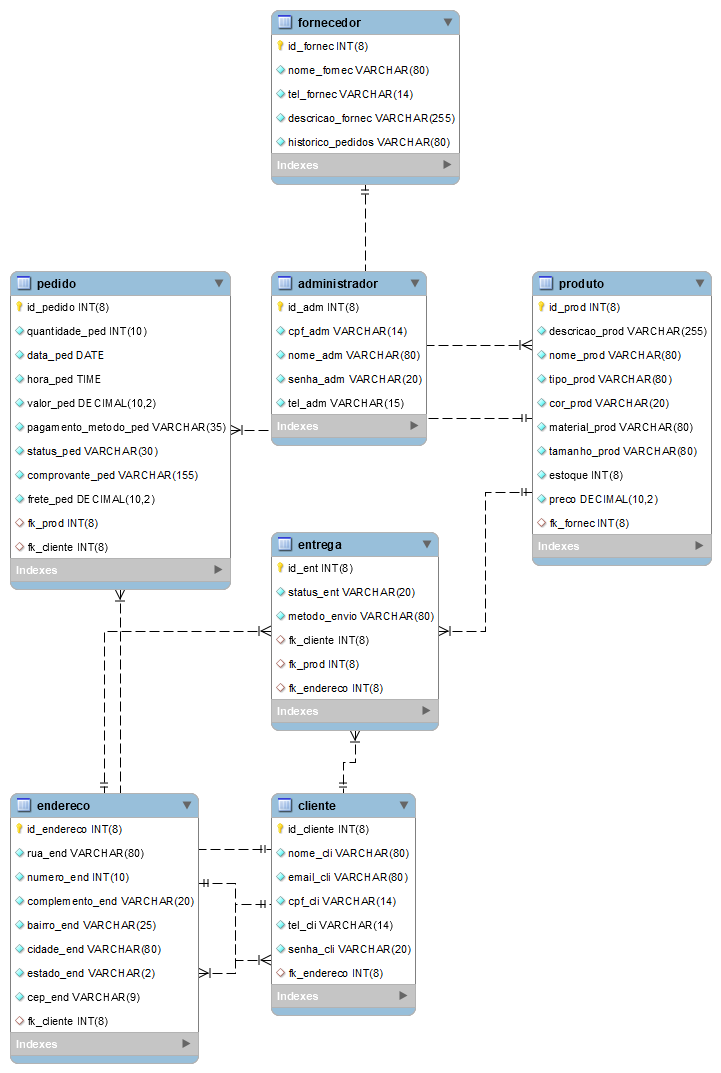 fornecedor
id_fornec INT(8)
nome_fornec VARCHAR(80)
tel_fornec VARCHAR(14)
descricao_fornec VARCHAR(255)
historico_pedidos VARCHAR(80)
Indexes
pedido
id_pedido INT(8)
quantidade_ped INT(10)
data_ped DATE
hora_ped TIME
valor_ped DECIMAL(10,2)
pagamento_metodo_ped VARCHAR(35)
status_ped VARCHAR(30)
comprovante_ped VARCHAR(155)
frete_ped DECIMAL(10,2)
fk_prod INT(8)
fk_cliente INT(8)
Indexes
administrador
id_adm INT(8)
cpf_adm VARCHAR(14)
nome_adm VARCHAR(80)
senha_adm VARCHAR(20)
tel_adm VARCHAR(15)
Indexes
produto
id_prod INT(8)
descricao_prod VARCHAR(255)
nome_prod VARCHAR(80)
tipo_prod VARCHAR(80)
cor_prod VARCHAR(20)
material_prod VARCHAR(80)
tamanho_prod VARCHAR(80)
estoque INT(8)
preco DECIMAL(10,2)
fk_fornec INT(8)
Indexes
entrega
id_ent INT(8)
status_ent VARCHAR(20)
metodo_envio VARCHAR(80)
fk_cliente INT(8)
fk_prod INT(8)
fk_endereco INT(8)
Indexes
endereco
id_endereco INT(8)
rua_end VARCHAR(80)
numero_end INT(10)
complemento_end VARCHAR(20)
bairro_end VARCHAR(25)
cidade_end VARCHAR(80)
estado_end VARCHAR(2)
cep_end VARCHAR(9)
fk_cliente INT(8)
Indexes
cliente
id_cliente INT(8)
nome_cli VARCHAR(80)
email_cli VARCHAR(80)
cpf_cli VARCHAR(14)
tel_cli VARCHAR(14)
senha_cli VARCHAR(20)
fk_endereco INT(8)
Indexes